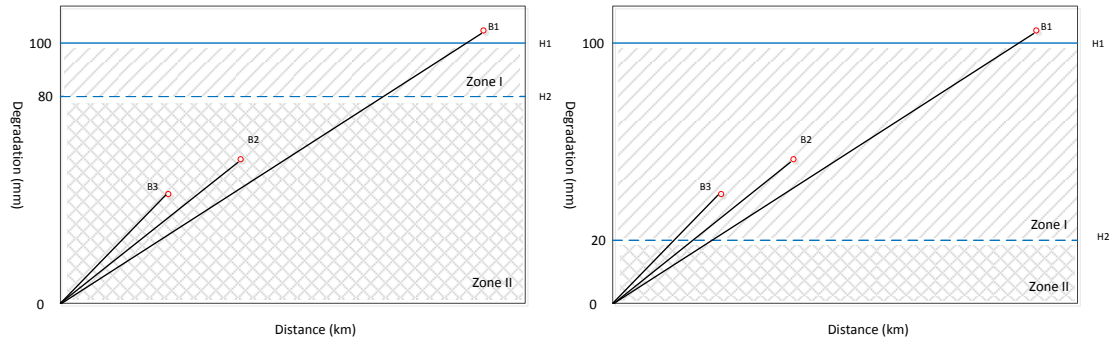 B1
100
H1
Zone I
80
H2
B2
B3
Degradation (mm)
Zone II
0
Distance (km)
B1
100
H1
B2
B3
Degradation (mm)
Zone I
20
H2
Zone II
0
Distance (km)